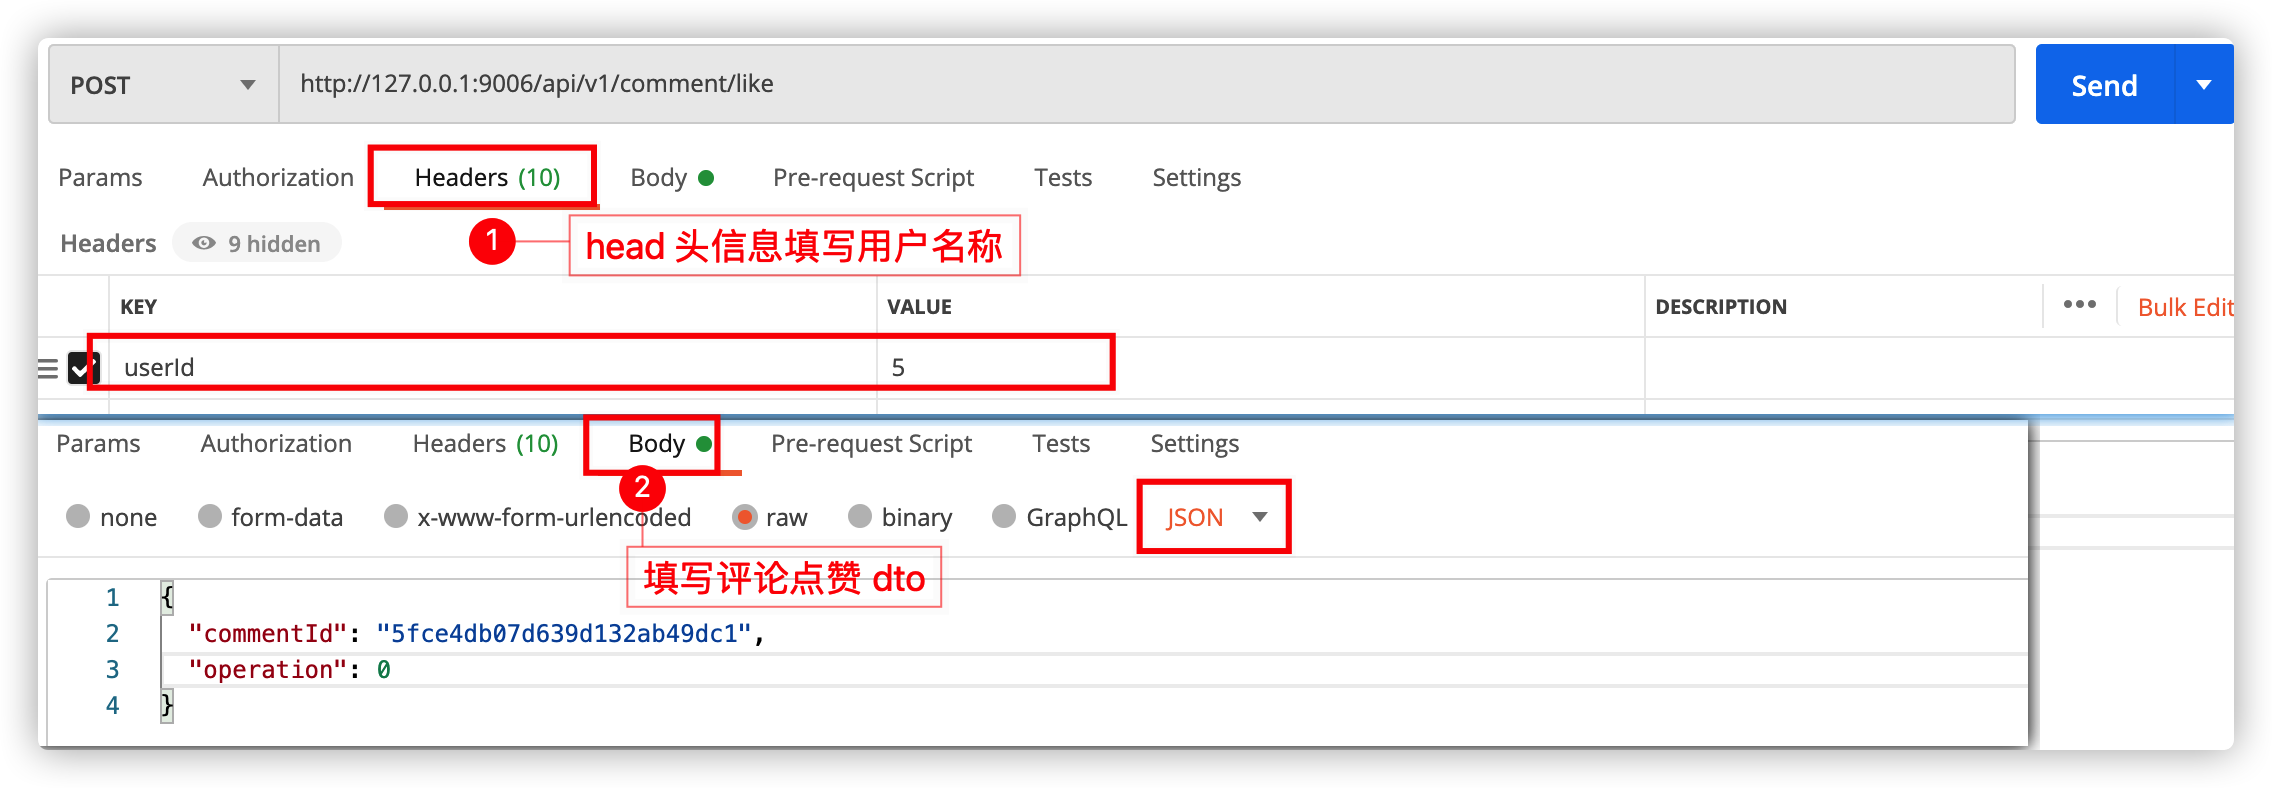 POST http://127.0.0.1:9006/api/v1/comment/like Send
Params Authorization Headers (10) Body Pre-request Script Tests Settings
Headers 9 hidden
1 head 头信息填写用户名称
KEY VALUE DESCRIPTION ••• Bulk Edit
userId 5
Params Authorization Headers (10) Body Pre-request Script Tests Settings
2
none form-data x-www-form-urlencoded raw binary GraphQL JSON
填写评论点赞 dto
1 {
2 "commentId": "5fce4db07d639d132ab49dc1",
3 "operation": 0
4 }